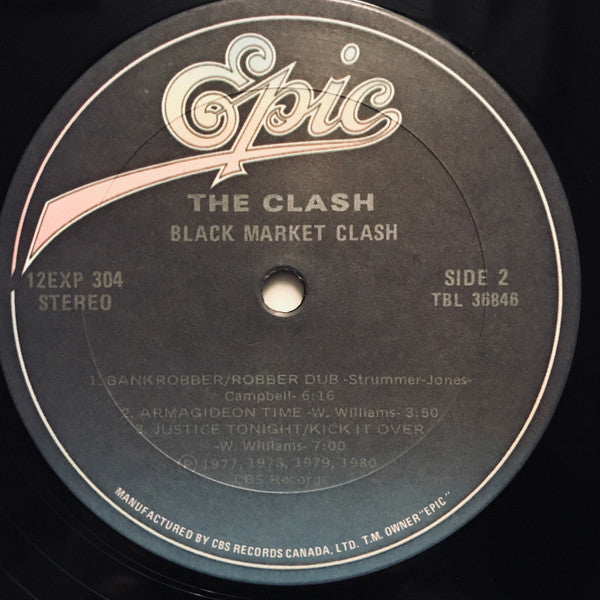 Epic
THE CLASH
BLACK MARKET CLASH
12EXP 304
STEREO
SIDE 2
TBL 36846
1. BANKROBBER/ROBBER DUB -Strummer-Jones-
Campbell- 6:16
2. ARMAGIDEON TIME -W. Williams- 3:50
3. JUSTICE TONIGHT/KICK IT OVER
-W. Williams- 7:00
Ⓟ 1977, 1978, 1979, 1980
CBS Records
MANUFACTURED BY CBS RECORDS CANADA, LTD. T.M. OWNER "EPIC"